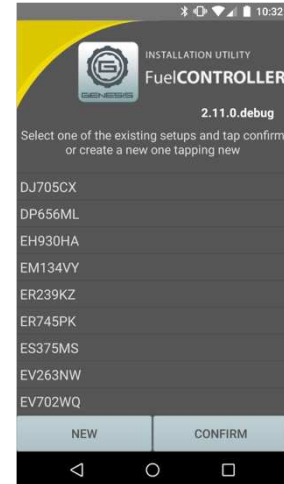 10:32
INSTALLATION UTILITY
FuelCONTROLLER
G
GENESIS
2.11.0.debug
Select one of the existing setups and tap confirm
or create a new one tapping new
DJ705CX
DP656ML
EH930HA
EM134VY
ER239KZ
ER745PK
ES375MS
EV263NW
EV702WQ
NEW CONFIRM